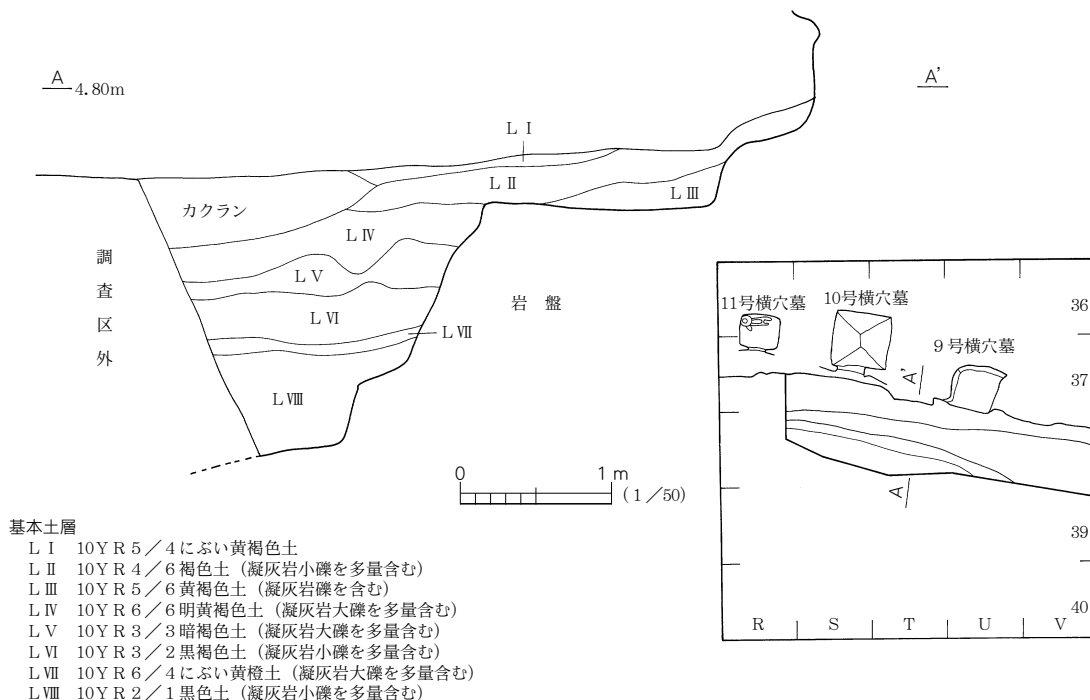 A
4.80m
A'
L Ⅰ
L Ⅱ
L Ⅲ
カクラン
L Ⅳ
L Ⅴ
L Ⅵ
L Ⅶ
L Ⅷ
調査区外
岩 盤
0 1 m
(1/50)
11号横穴墓
10号横穴墓
9号横穴墓
36
37
39
40
A'
A
R S T U V
基本土層
L Ⅰ 10YR5/4にぶい黄褐色土
L Ⅱ 10YR4/6褐色土(凝灰岩小礫を多量含む)
L Ⅲ 10YR5/6黄褐色土(凝灰岩礫を含む)
L Ⅳ 10YR6/6明黄褐色土(凝灰岩大礫を多量含む)
L Ⅴ 10YR3/3暗褐色土(凝灰岩大礫を多量含む)
L Ⅵ 10YR3/2黒褐色土(凝灰岩小礫を多量含む)
L Ⅶ 10YR6/4にぶい黄橙土(凝灰岩大礫を多量含む)
L Ⅷ 10YR2/1黒色土(凝灰岩小礫を多量含む)